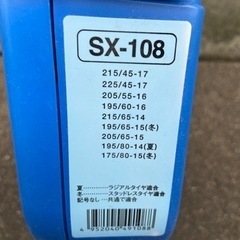 SX-108
215/45-17
225/45-17
205/55-16
195/60-16
215/65-14
195/65-15(冬)
205/65-15
195/80-14(夏)
175/80-15(冬)
夏………ラジアルタイヤ適合
冬………スタッドレスタイヤ適合
記号なし…共通で適合
4952040491088